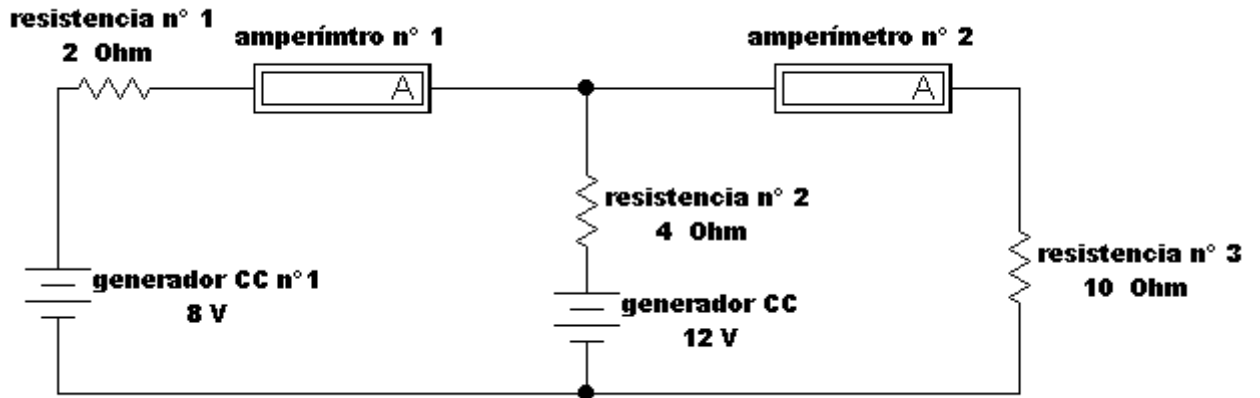 resistencia n° 1
2 Ohm
amperímtro n° 1
A
amperímetro n° 2
A
resistencia n° 2
4 Ohm
generador CC n°1
8 V
generador CC
12 V
resistencia n° 3
10 Ohm